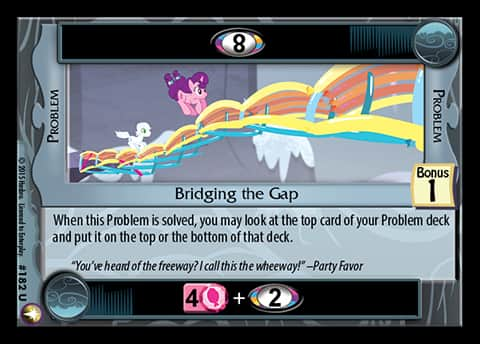 8
PROBLEM
PROBLEM
Bridging the Gap
Bonus
1
When this Problem is solved, you may look at the top card of your Problem deck
and put it on the top or the bottom of that deck.
“You’ve heard of the freeway? I call this the wheeway!” –Party Favor
© 2015 Hasbro. Licensed to Enterplay
#182 U
4 + 2